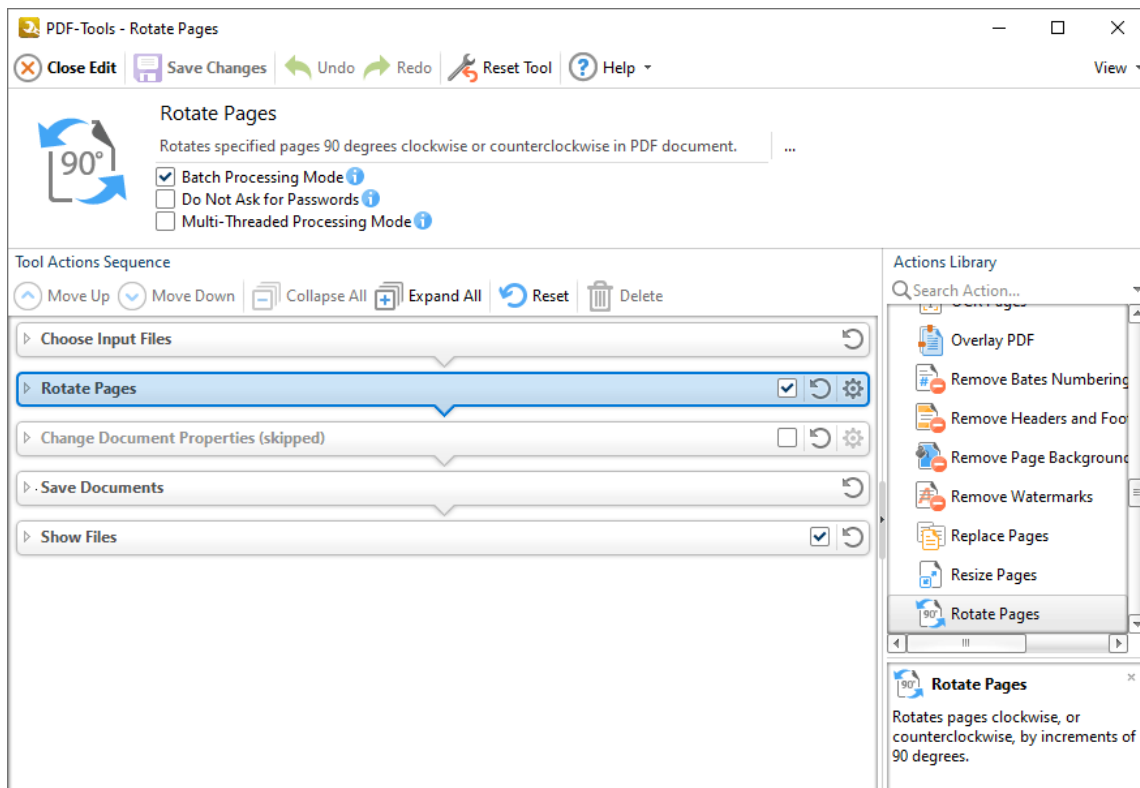 PDF-Tools - Rotate Pages
Close Edit Save Changes Undo Redo Reset Tool Help View
Rotate Pages
Rotates specified pages 90 degrees clockwise or counterclockwise in PDF document. ...
90°
Batch Processing Mode
Do Not Ask for Passwords
Multi-Threaded Processing Mode
Tool Actions Sequence
Move Up Move Down Collapse All Expand All Reset Delete
Choose Input Files
Rotate Pages
Change Document Properties (skipped)
Save Documents
Show Files
Actions Library
Search Action...
OCR Pages
Overlay PDF
Remove Bates Numbering
Remove Headers and Foo
Remove Page Background
Remove Watermarks
Replace Pages
Resize Pages
90° Rotate Pages
90° Rotate Pages
Rotates pages clockwise, or
counterclockwise, by increments of
90 degrees.